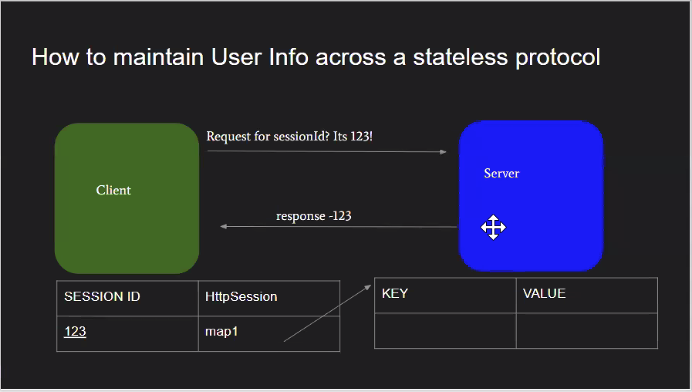 How to maintain User Info across a stateless protocol
Request for sessionId? Its 123!
Client
Server
response -123
SESSION ID HttpSession
123 map1
KEY VALUE